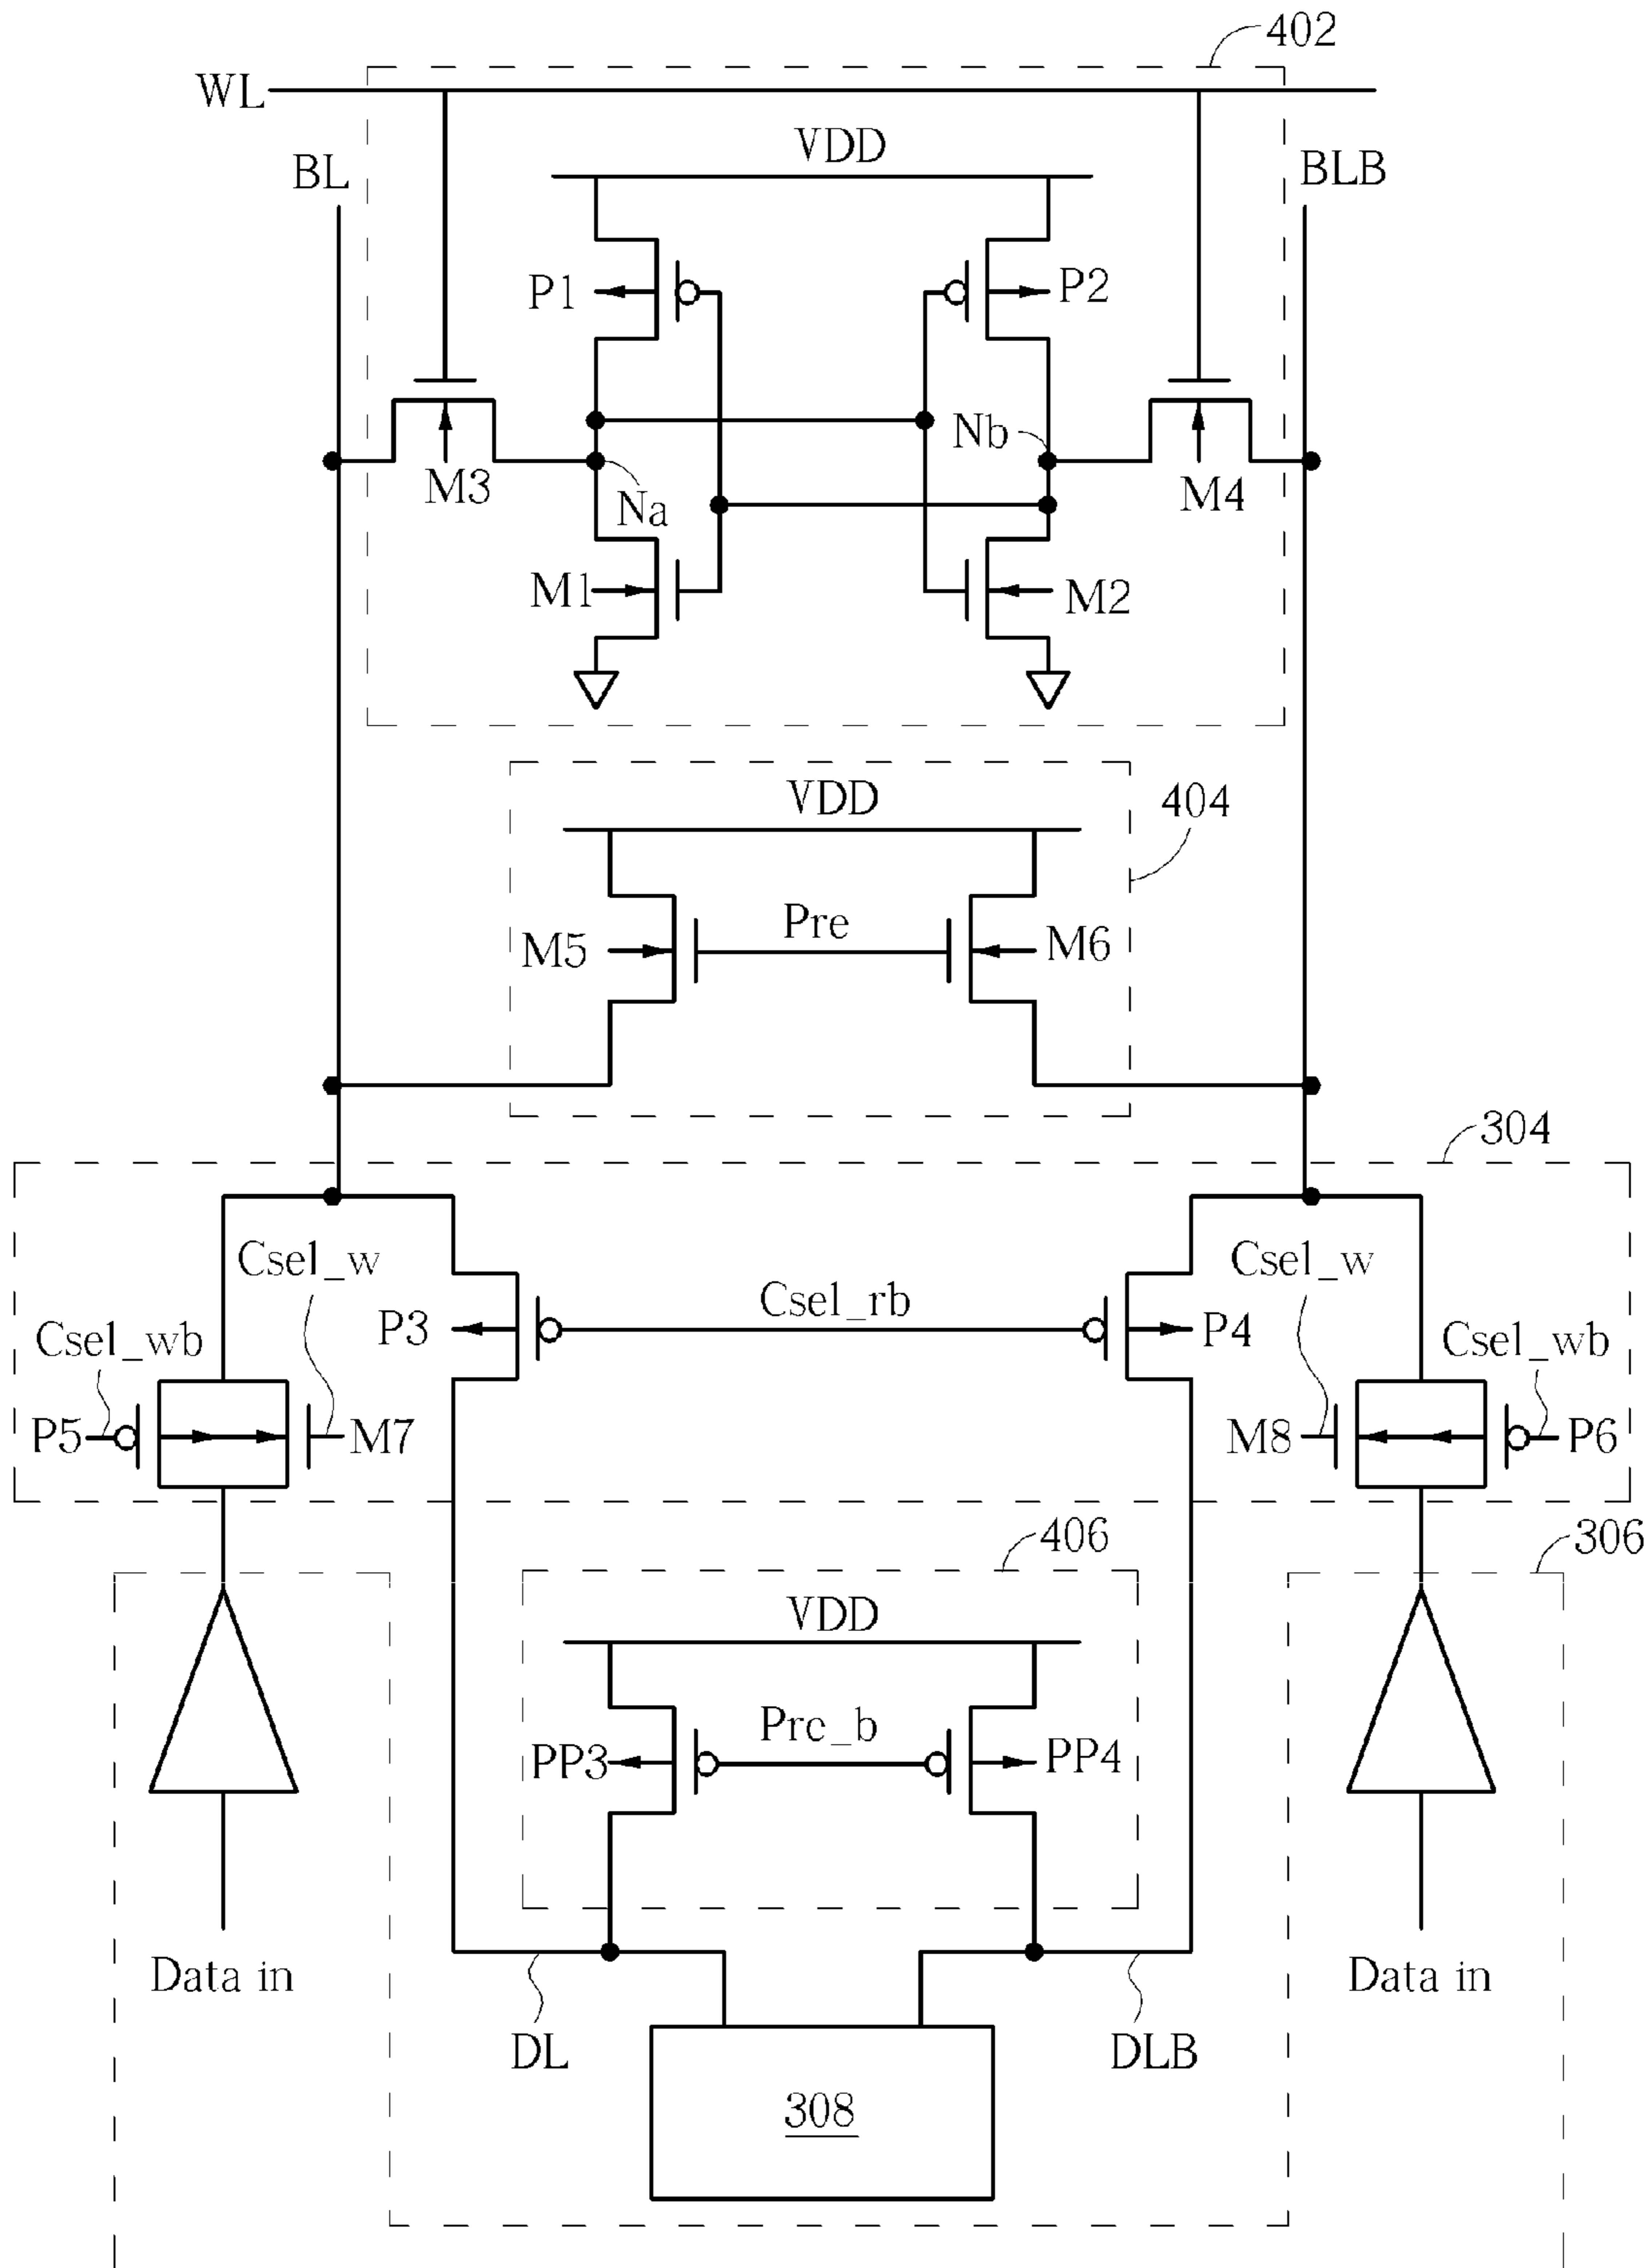 402
WL
VDD
BL
BLB
P1
P2
Nb
M3
Na
M4
M1
M2
VDD
404
Pre
M5
M6
304
Csel_w
Csel_w
Csel_rb
P3
P4
Csel_wb
Csel_wb
P5
M7
M8
P6
406
306
VDD
Pre_b
PP3
PP4
Data in
Data in
DL
DLB
308